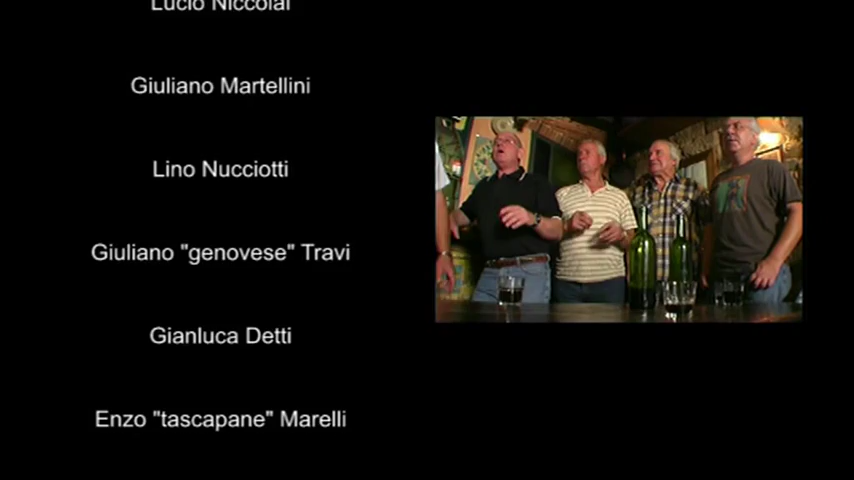 Lucio Niccolai
Giuliano Martellini
Lino Nucciotti
Giuliano "genovese" Travi
Gianluca Detti
Enzo "tascapane" Marelli